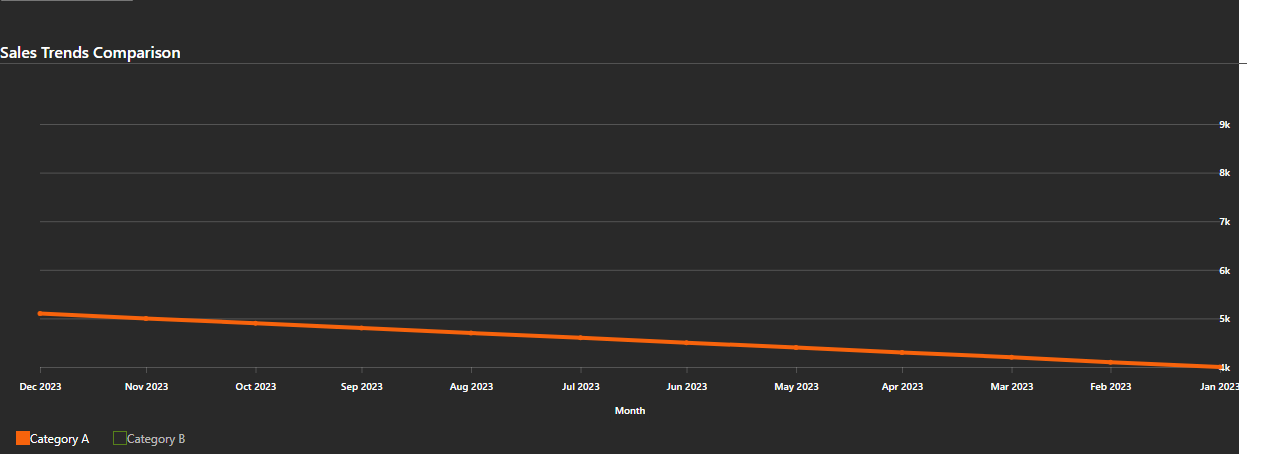 Sales Trends Comparison
9k
8k
7k
6k
5k
4k
Dec 2023 Nov 2023 Oct 2023 Sep 2023 Aug 2023 Jul 2023 Jun 2023 May 2023 Apr 2023 Mar 2023 Feb 2023 Jan 2023
Month
Category A Category B